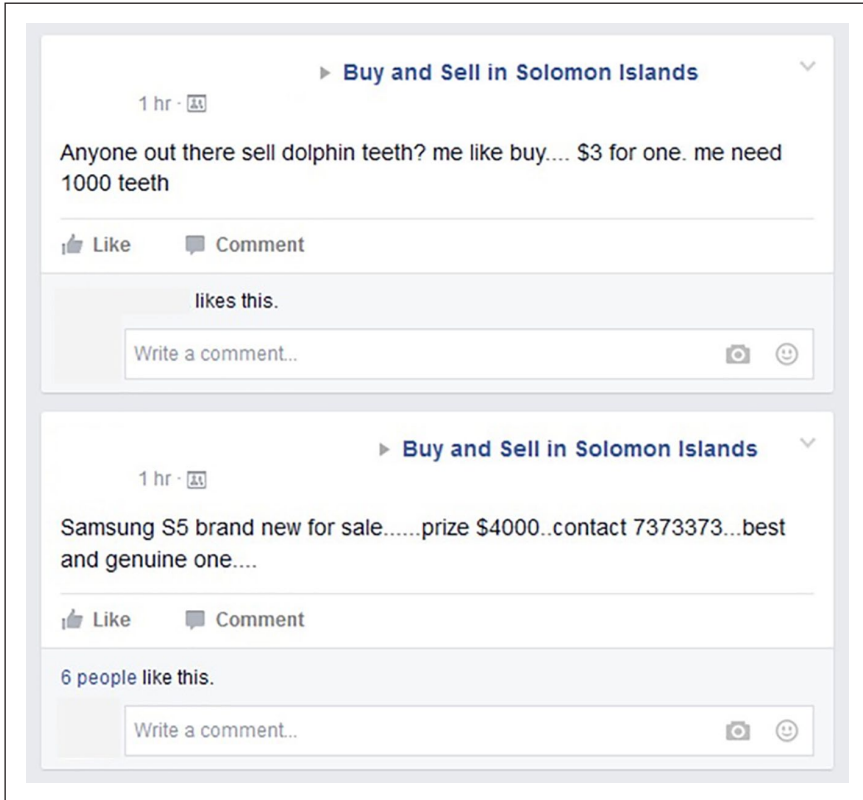 Buy and Sell in Solomon Islands
1 hr ·
Anyone out there sell dolphin teeth? me like buy.... $3 for one. me need
1000 teeth
Like Comment
likes this.
Write a comment...
Buy and Sell in Solomon Islands
1 hr ·
Samsung S5 brand new for sale......prize $4000..contact 7373373...best
and genuine one....
Like Comment
6 people like this.
Write a comment...